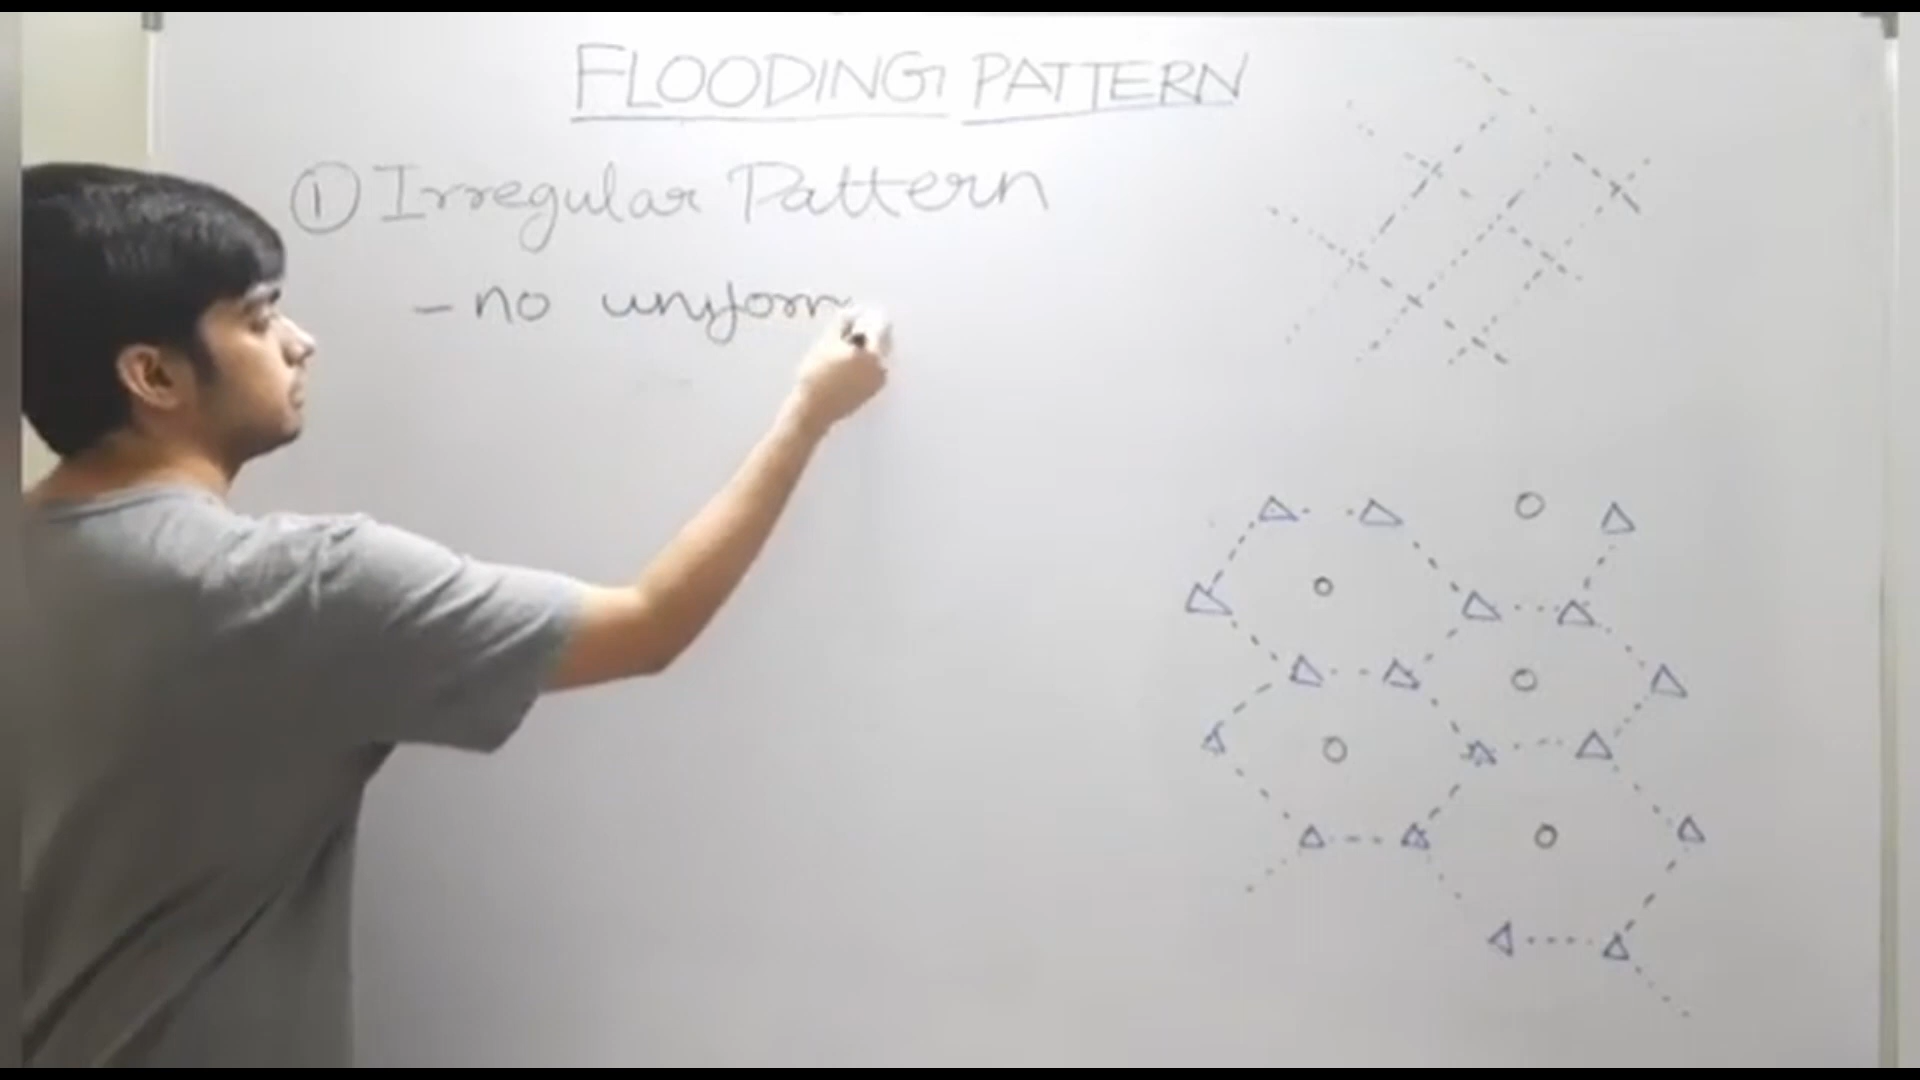 FLOODING PATTERN
① Irregular Pattern
- no uniform